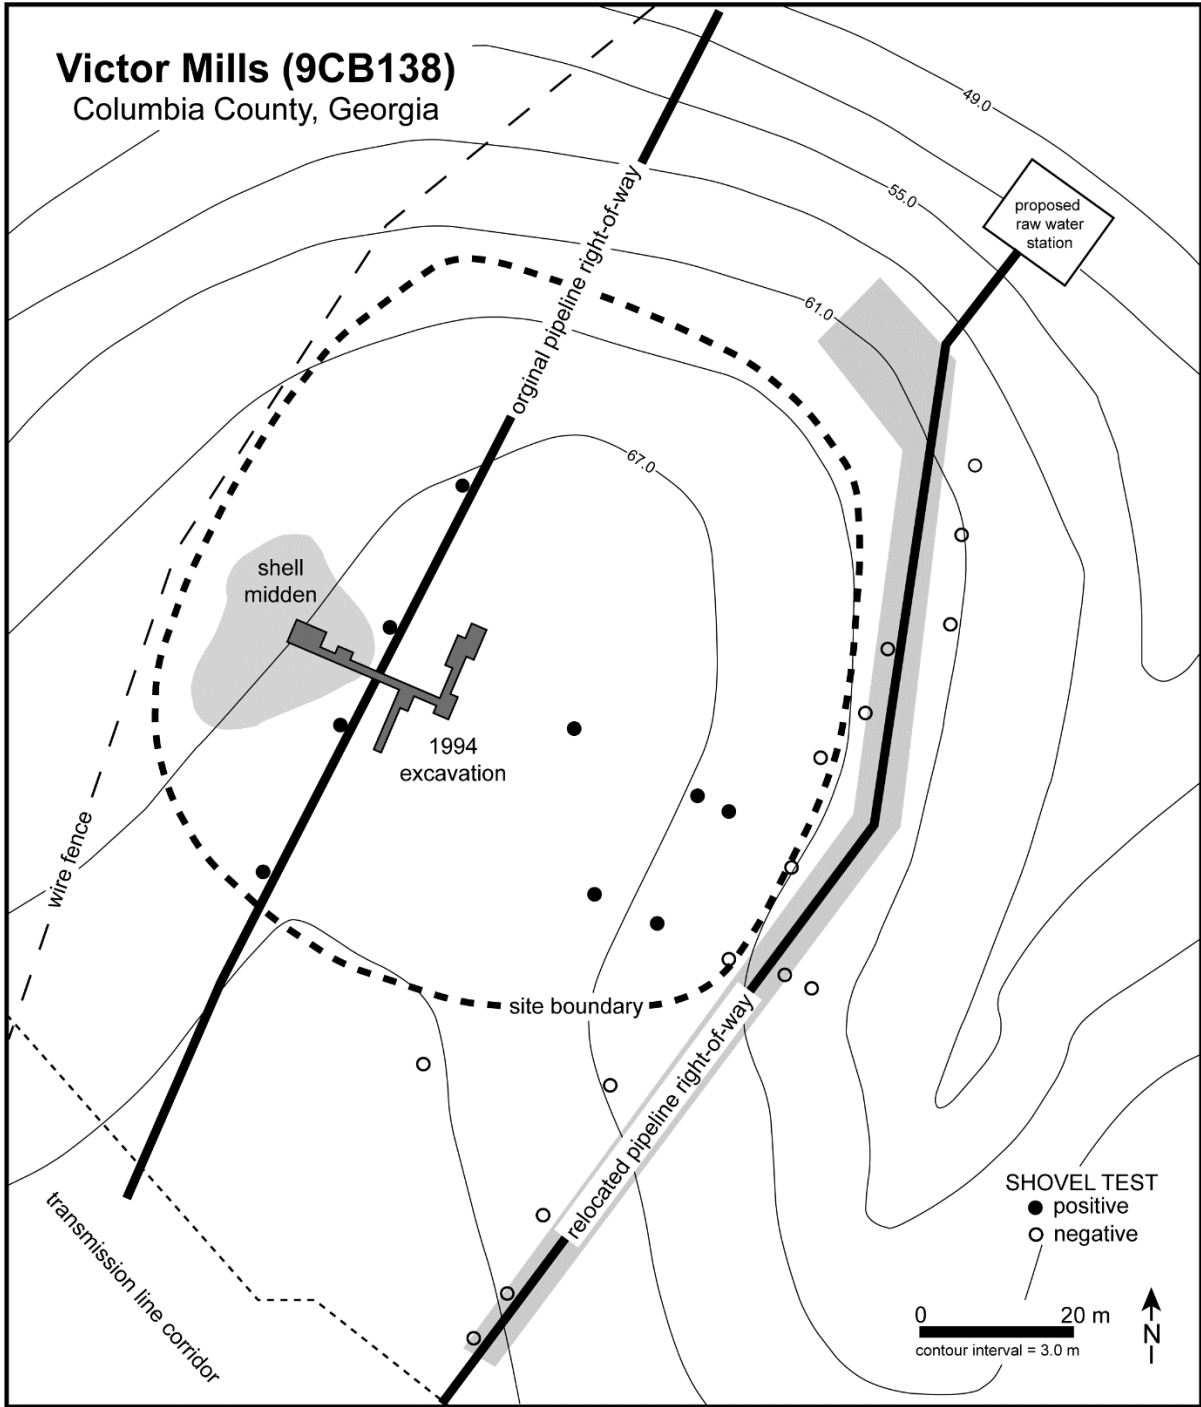 Victor Mills (9CB138)
Columbia County, Georgia
49.0
55.0
proposed
raw water
station
orginal pipeline right-of-way
61.0
67.0
shell
midden
1994
excavation
wire fence
site boundary
relocated pipeline right-of-way
transmission line corridor
SHOVEL TEST
positive
negative
0 20 m
contour interval = 3.0 m
N